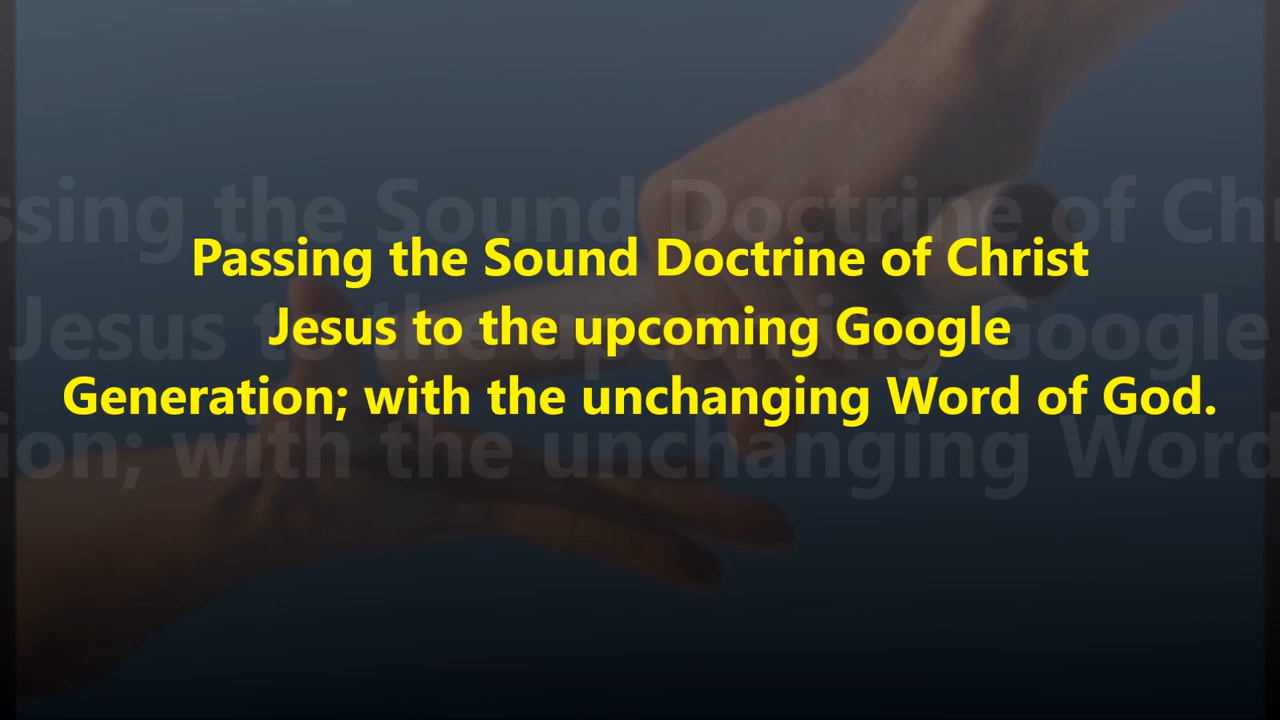 Passing the Sound Doctrine of Christ
Jesus to the upcoming Google
Generation; with the unchanging Word of God.